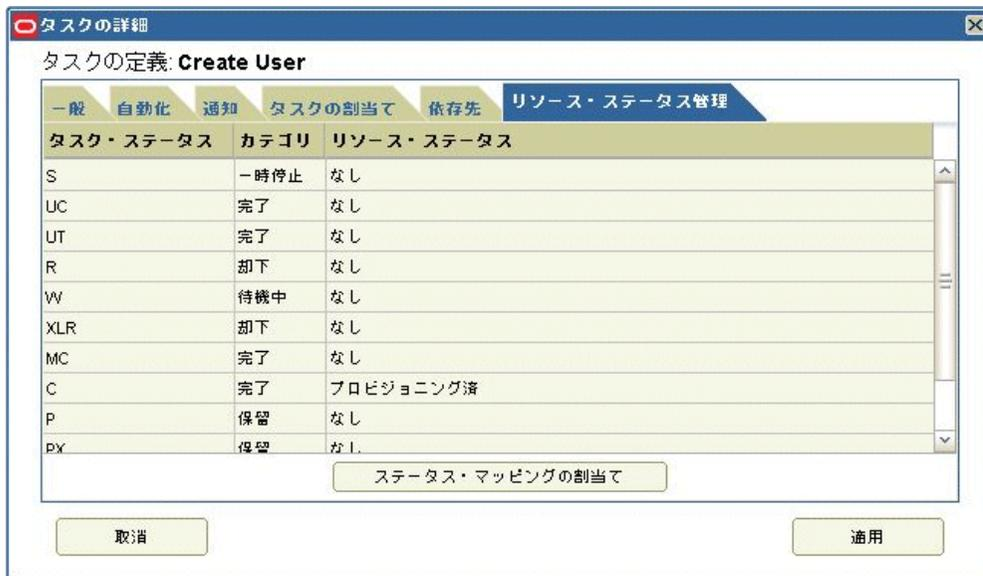 タスクの詳細
タスクの定義: Create User
一般 自動化 通知 タスクの割当て 依存先 リソース・ステータス管理
タスク・ステータス カテゴリ リソース・ステータス
S 一時停止 なし
UC 完了 なし
UT 完了 なし
R 却下 なし
W 待機中 なし
XLR 却下 なし
MC 完了 なし
C 完了 プロビジョニング済
P 保留 なし
PX 保留 なし
ステータス・マッピングの割当て
取消 適用